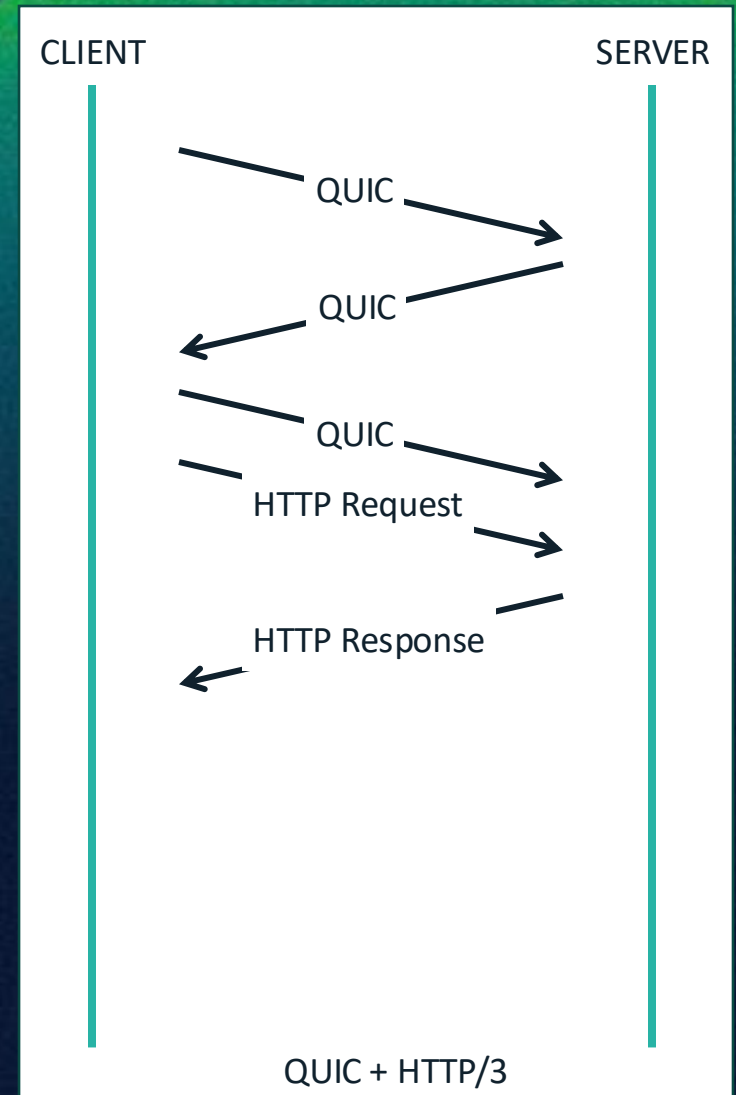 CLIENT
SERVER
QUIC
QUIC
QUIC
HTTP Request
HTTP Response
QUIC + HTTP/3